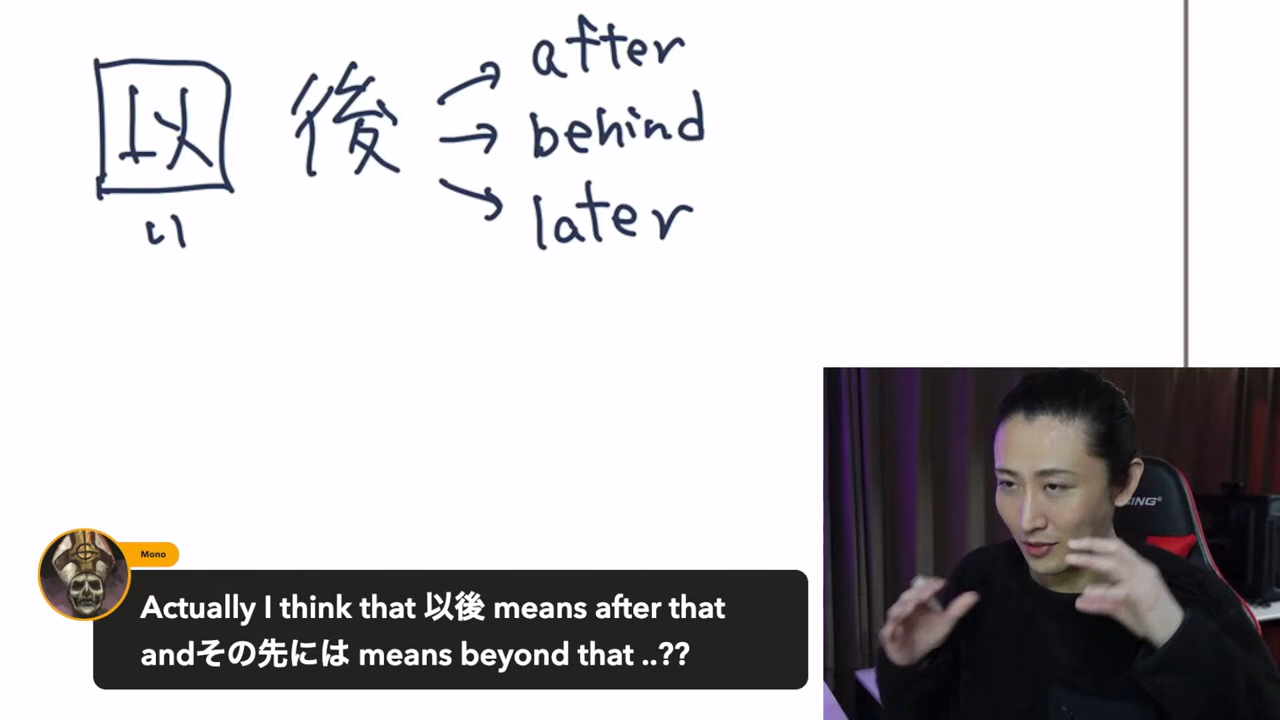 以後
い
after
behind
later
Mono
Actually I think that 以後 means after that
andその先には means beyond that ..??
ING